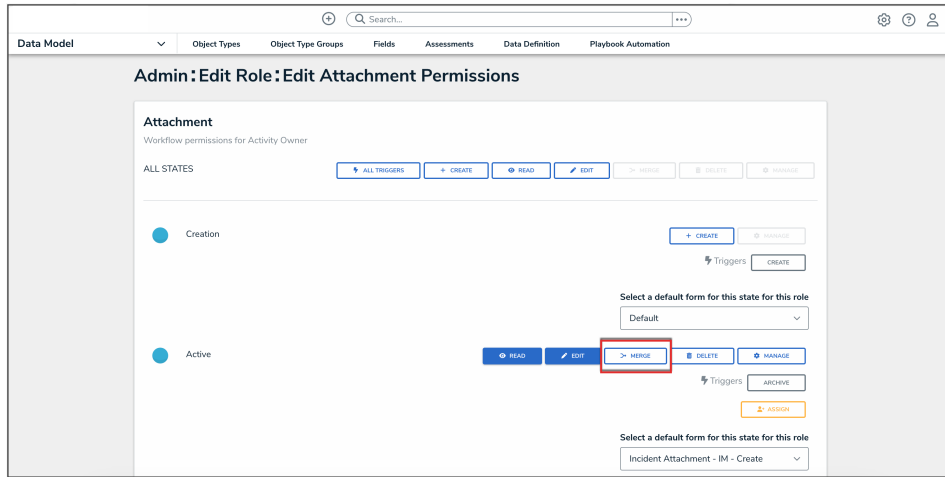 Search...
Data Model Object Types Object Type Groups Fields Assessments Data Definition Playbook Automation
Admin:Edit Role:Edit Attachment Permissions
Attachment
Workflow permissions for Activity Owner
ALL STATES ALL TRIGGERS + CREATE READ EDIT MERGE DELETE MANAGE
Creation + CREATE MANAGE
Triggers CREATE
Select a default form for this state for this role
Default
Active READ EDIT MERGE DELETE MANAGE
Triggers ARCHIVE
ASSIGN
Select a default form for this state for this role
Incident Attachment - IM - Create